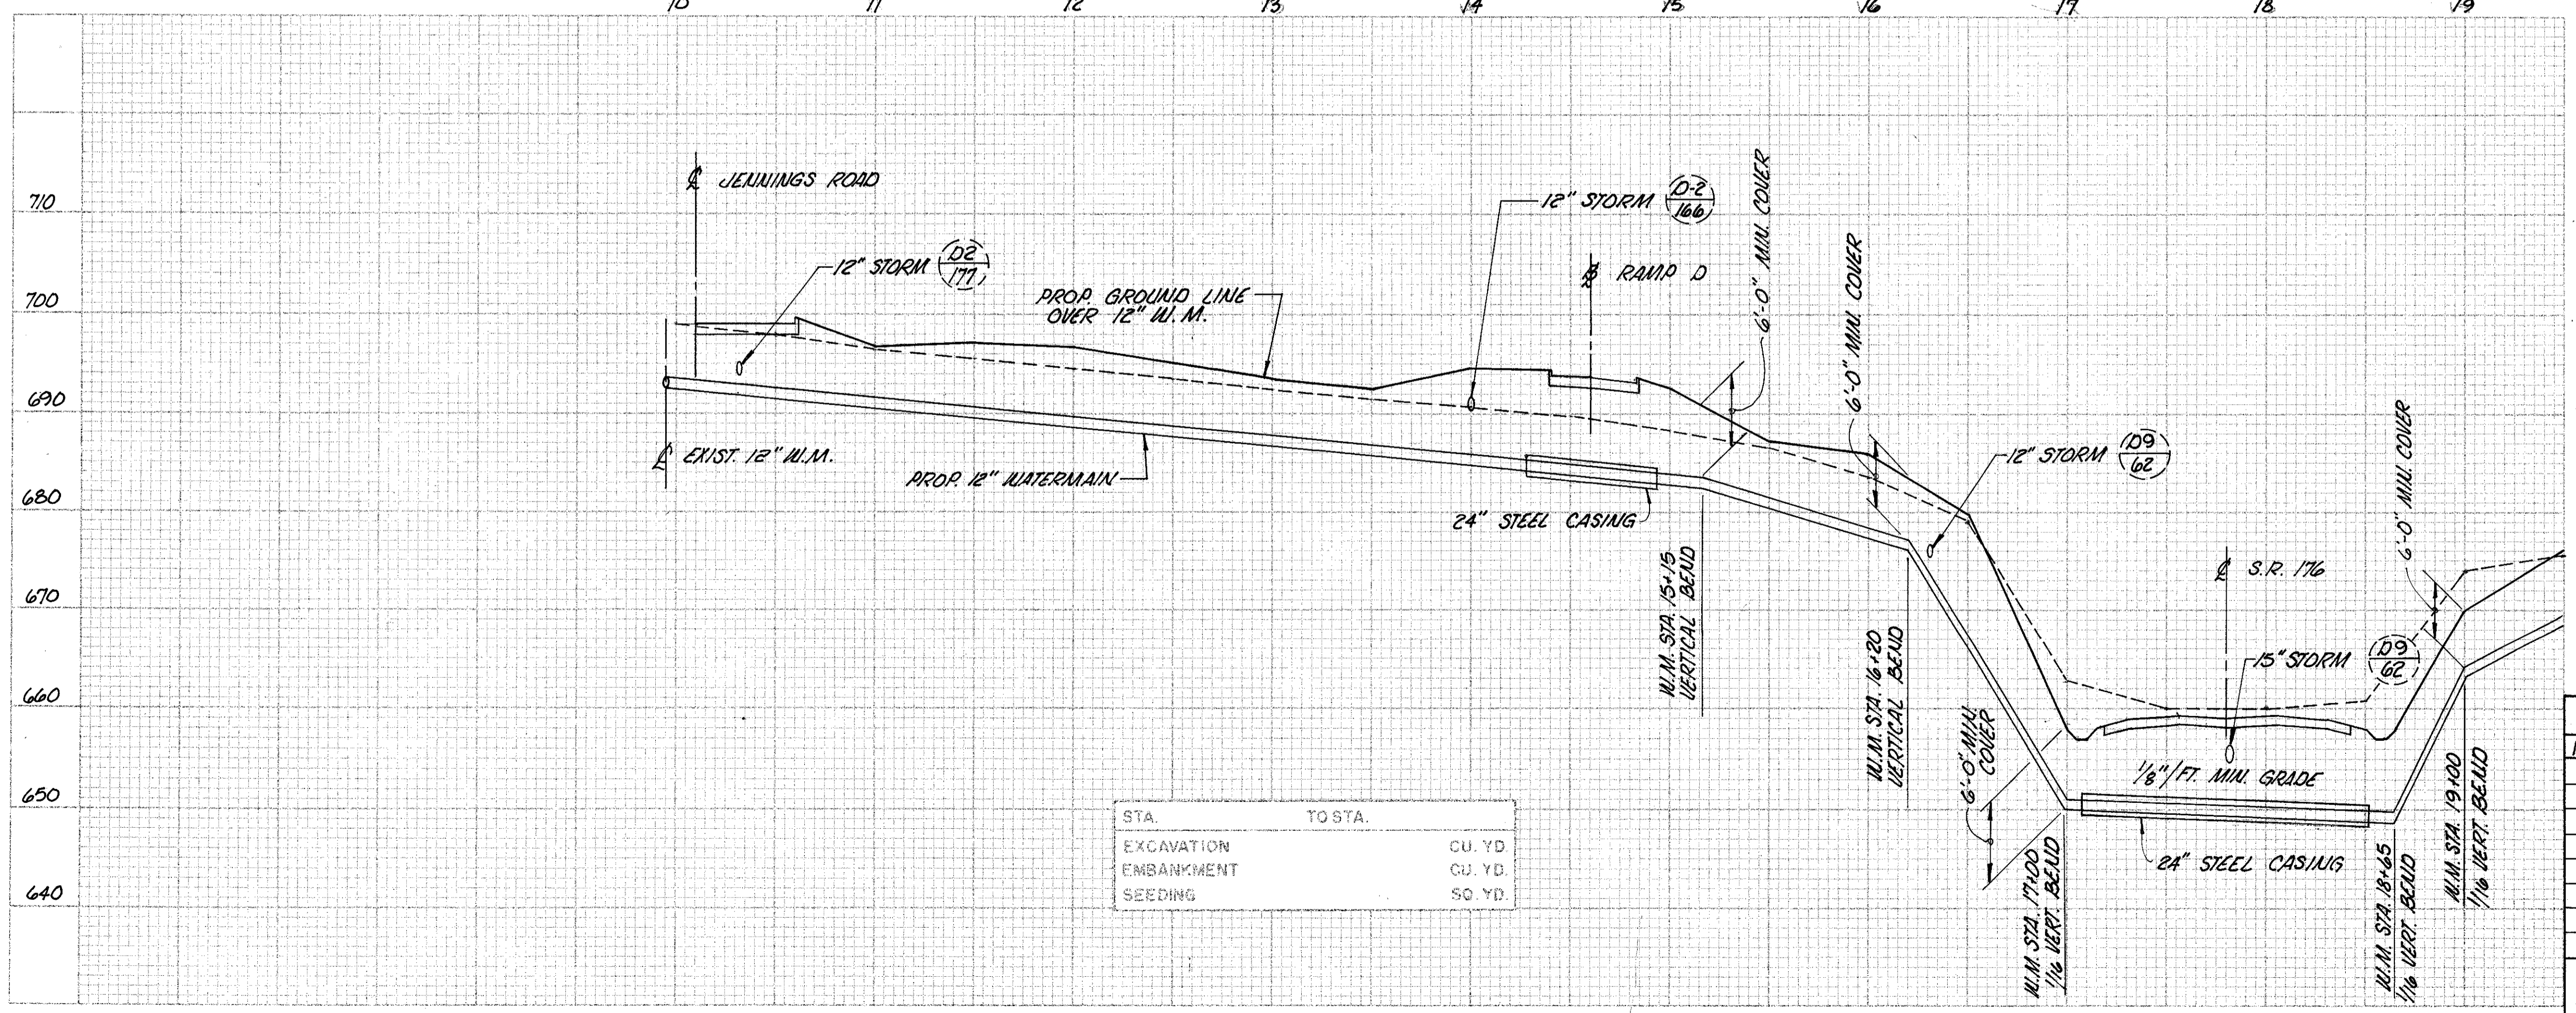 10 11 12 13 14 15 16 17 18 19
710
700
690
680
670
660
650
640
℄ JENNINGS ROAD
12" STORM D2
177
PROP. GROUND LINE
OVER 12" W.M.
12" STORM D-2
166
℄ RAMP D
6'-0" MIN. COVER
6'-0" MIN. COVER
12" STORM D9
62
6'-0" MIN. COVER
℄ EXIST. 12" W.M.
PROP. 12" WATERMAIN
24" STEEL CASING
W.M. STA. 15+15
VERTICAL BEND
W.M. STA. 16+20
VERTICAL BEND
℄ S.R. 176
15" STORM D9
62
6'-0" MIN.
COVER
1/8"/FT. MIN. GRADE
24" STEEL CASING
W.M. STA. 17+00
1/16 VERT. BEND
W.M. STA. 18+65
1/16 VERT. BEND
W.M. STA. 19+00
1/16 VERT. BEND
STA. TO STA.
EXCAVATION CU. YD.
EMBANKMENT CU. YD.
SEEDING SQ. YD.